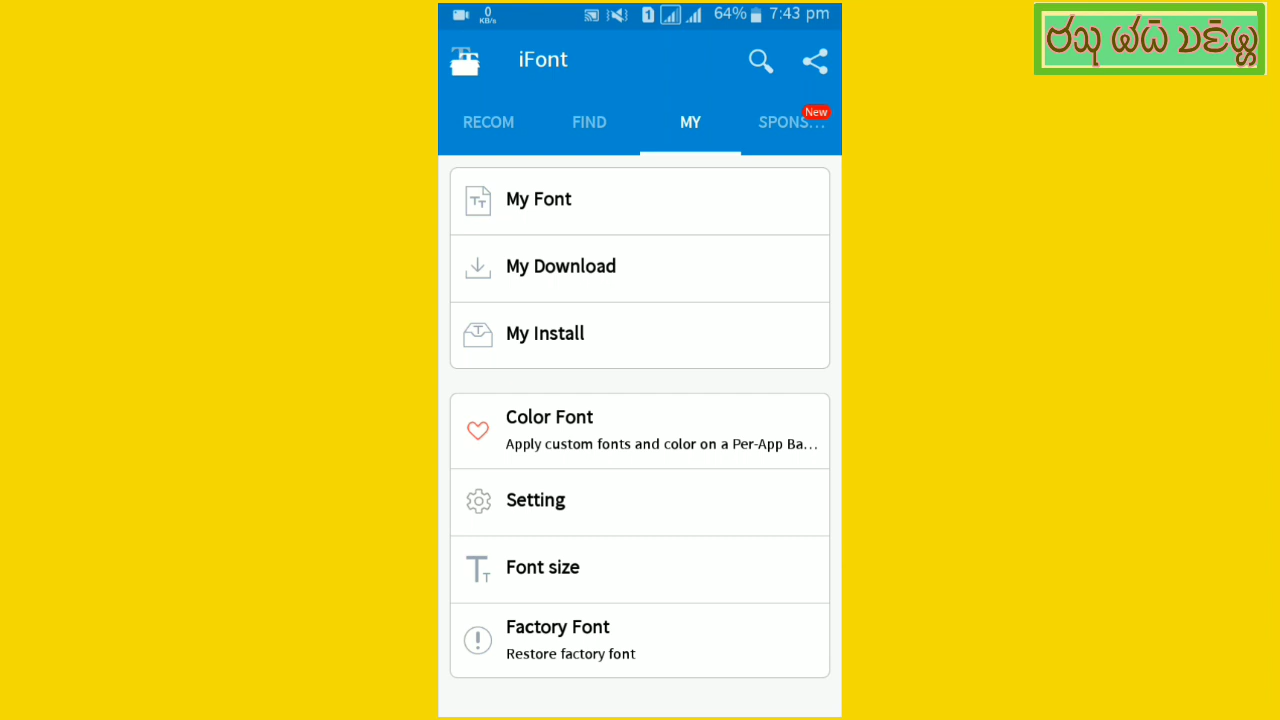 0
KB/s
1
64%
7:43 pm
iFont
RECOM
FIND
MY
SPONS...
New
My Font
My Download
My Install
Color Font
Apply custom fonts and color on a Per-App Ba...
Setting
Font size
Factory Font
Restore factory font